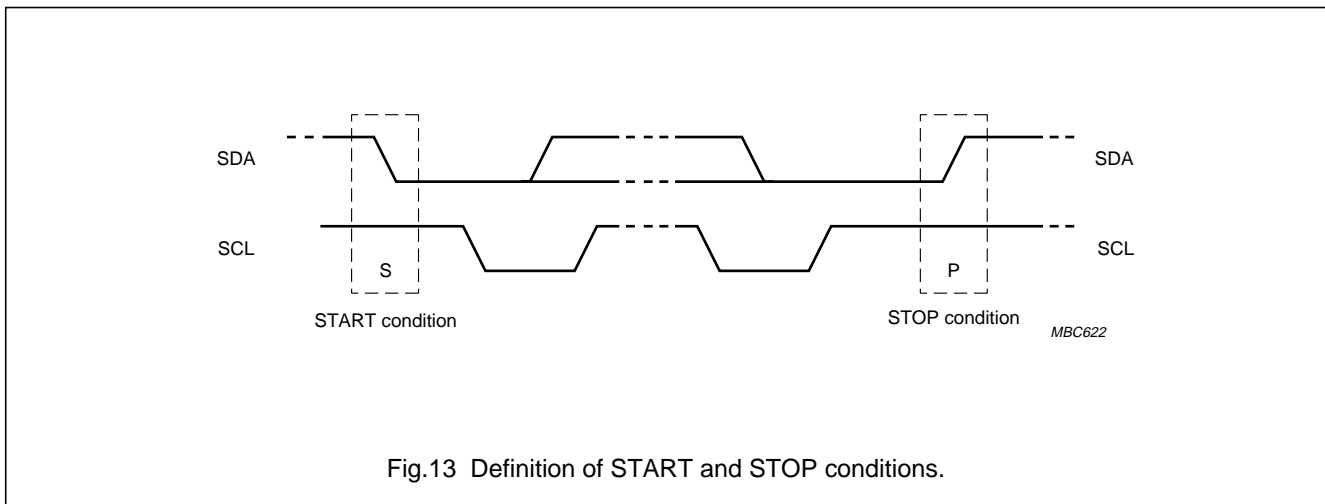 SDA
SDA
SCL
SCL
S
P
START condition
STOP condition
MBC622
Fig.13 Definition of START and STOP conditions.